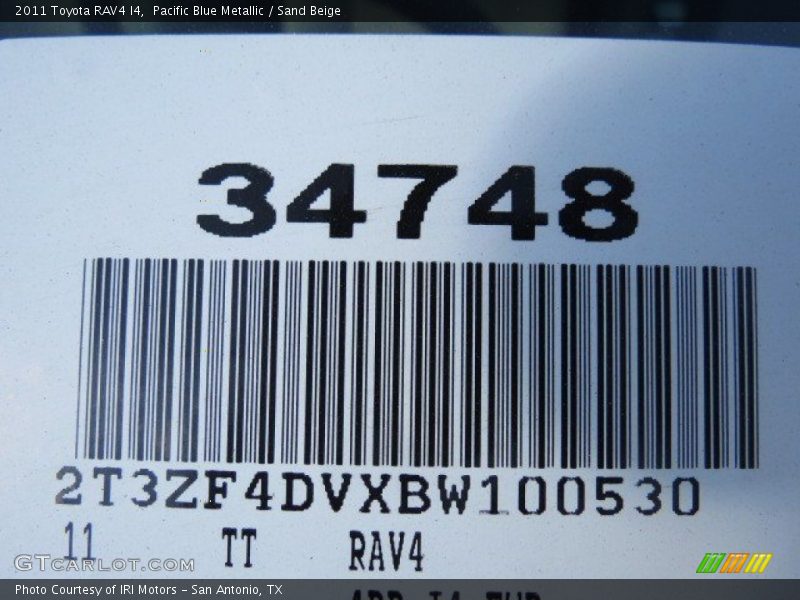 2011 Toyota RAV4 I4, Pacific Blue Metallic / Sand Beige
34748
2T3ZF4DVXBW100530
11 TT RAV4
GTCARLOT.COM
Photo Courtesy of IRI Motors - San Antonio, TX